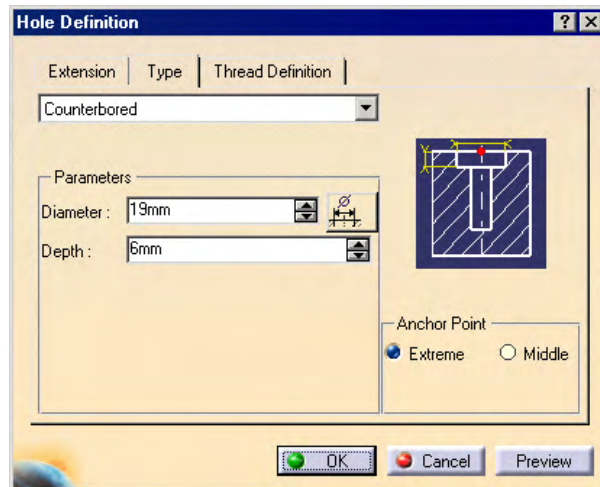 Hole Definition
? X
Extension Type Thread Definition
Counterbored
Parameters
Diameter : 19mm
Depth : 6mm
Anchor Point
Extreme Middle
OK Cancel Preview